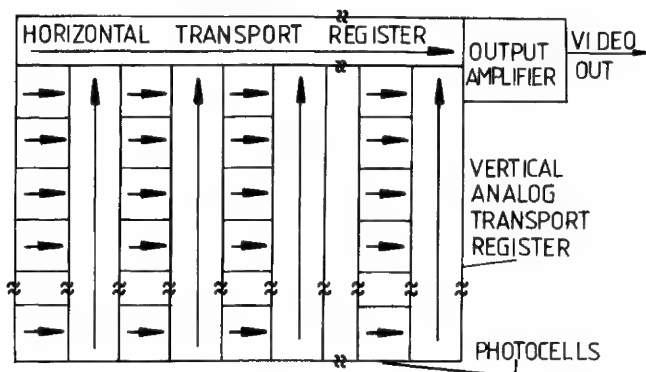 HORIZONTAL TRANSPORT REGISTER
OUTPUT
AMPLIFIER
VIDEO
OUT
VERTICAL
ANALOG
TRANSPORT
REGISTER
PHOTOCELLS